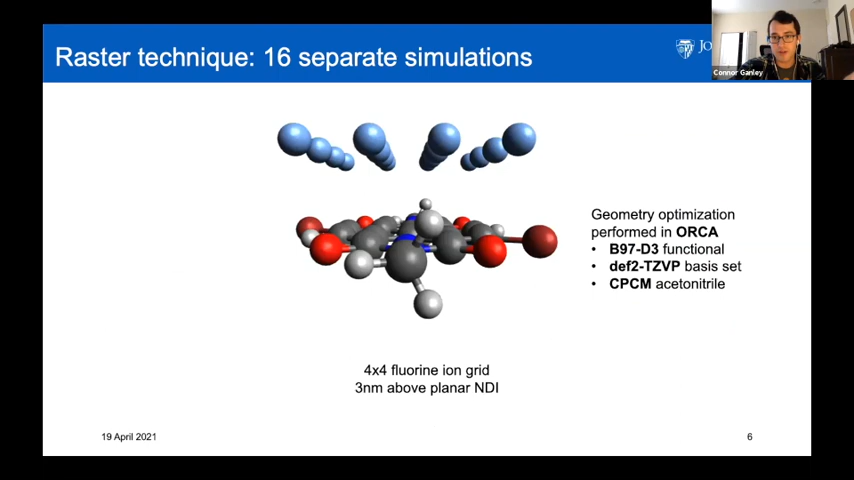 Raster technique: 16 separate simulations
Connor Ganley
Geometry optimization
performed in ORCA
• B97-D3 functional
• def2-TZVP basis set
• CPCM acetonitrile
4x4 fluorine ion grid
3nm above planar NDI
19 April 2021
6